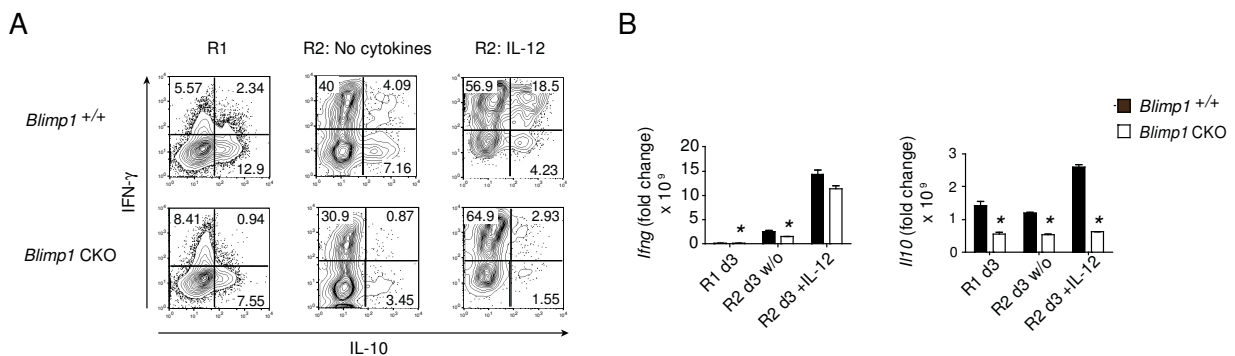 A
R1
R2: No cytokines
R2: IL-12
Blimp1 +/+
5.57
2.34
12.9
40
4.09
7.16
56.9
18.5
4.23
IFN-γ
Blimp1 CKO
8.41
0.94
7.55
30.9
0.87
3.45
64.9
2.93
1.55
IL-10
B
Blimp1 +/+
Blimp1 CKO
Ifng (fold change)
x 10 9
20
15
10
5
0
*
*
R1 d3
R2 d3 w/o
R2 d3 +IL-12
Il10 (fold change)
x 10 9
3
2
1
0
*
*
*
R1 d3
R2 d3 w/o
R2 d3 +IL-12